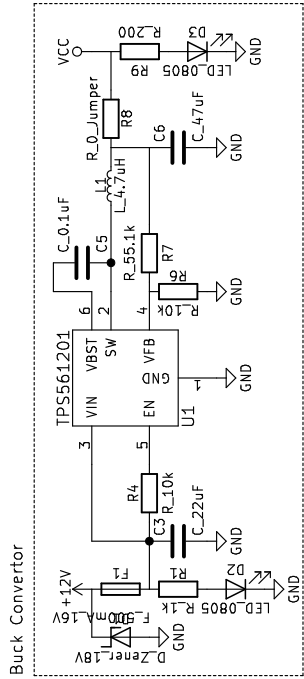 Buck Convertor
+12V
D1
D_Zener_18V
GND
F1
F_500mA_16V
R1
R_1k
D2
LED_0805
GND
C3
C_22uF
GND
R4
R_10k
3
5
TPS561201
U1
VIN
EN
GND
VBST
SW
VFB
1
GND
6
2
4
C_0.1uF
C5
L1
L_4.7uH
R_55.1k
R7
R6
R_10k
GND
R_0_Jumper
R8
C6
C_47uF
GND
VCC
R_200
R9
D3
LED_0805
GND